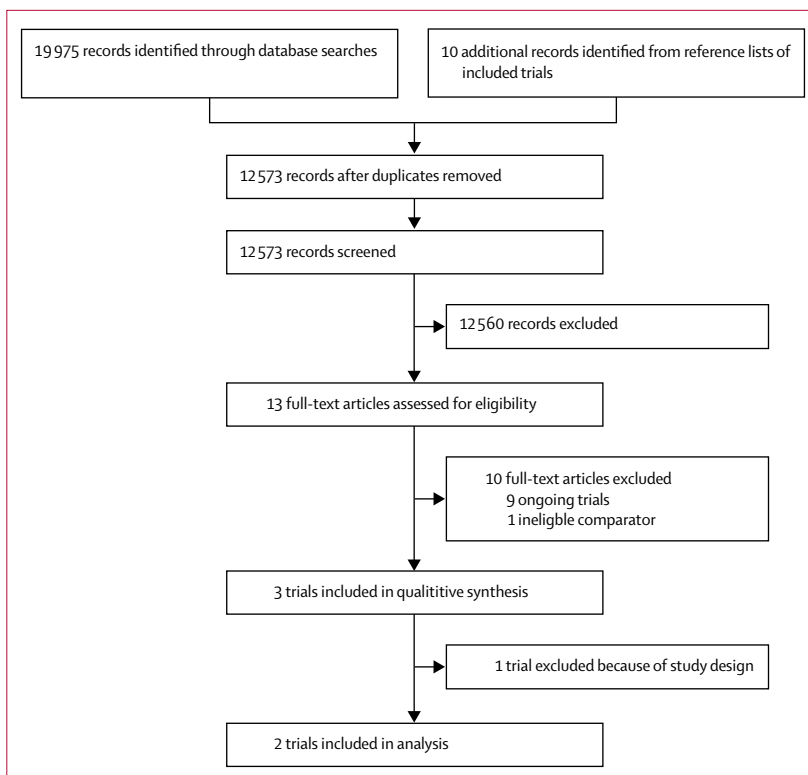 19 975 records identified through database searches
10 additional records identified from reference lists of
included trials
12 573 records after duplicates removed
12 573 records screened
12 560 records excluded
13 full-text articles assessed for eligibility
10 full-text articles excluded
9 ongoing trials
1 ineligble comparator
3 trials included in qualititive synthesis
1 trial excluded because of study design
2 trials included in analysis